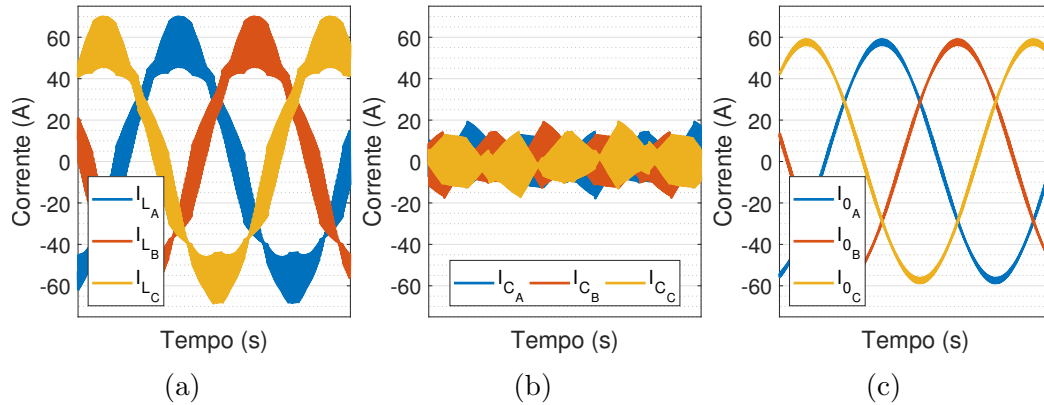 60
40
20
0
-20
-40
-60
Corrente (A)
I_{L_A}
I_{L_B}
I_{L_C}
Tempo (s)
(a)
60
40
20
0
-20
-40
-60
Corrente (A)
I_{C_A} I_{C_B} I_{C_C}
Tempo (s)
(b)
60
40
20
0
-20
-40
-60
Corrente (A)
I_{0_A}
I_{0_B}
I_{0_C}
Tempo (s)
(c)